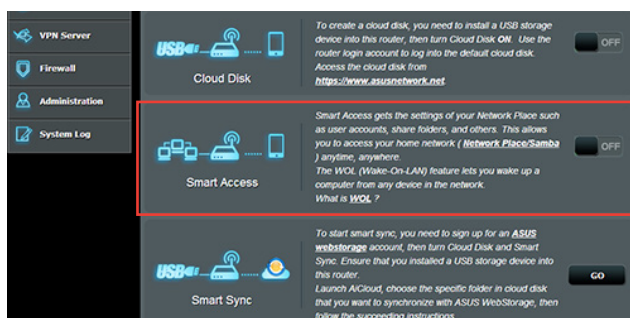 VPN Server
Firewall
Administration
System Log
USB
Cloud Disk
To create a cloud disk, you need to install a USB storage
device into this router, then turn Cloud Disk ON. Use the
router login account to log into the default cloud disk.
Access the cloud disk from
https://www.asusnetwork.net.
OFF
Smart Access
Smart Access gets the settings of your Network Place such
as user accounts, share folders, and others. This allows
you to access your home network ( Network Place/Samba
) anytime, anywhere.
The WOL (Wake-On-LAN) feature lets you wake up a
computer from any device in the network.
What is WOL ?
OFF
USB
Smart Sync
To start smart sync, you need to sign up for an ASUS
webstorage account, then turn Cloud Disk and Smart
Sync. Ensure that you installed a USB storage device into
this router.
Launch AiCloud, choose the specific folder in cloud disk
that you want to synchronize with ASUS WebStorage, then
follow the succeeding instructions.
GO